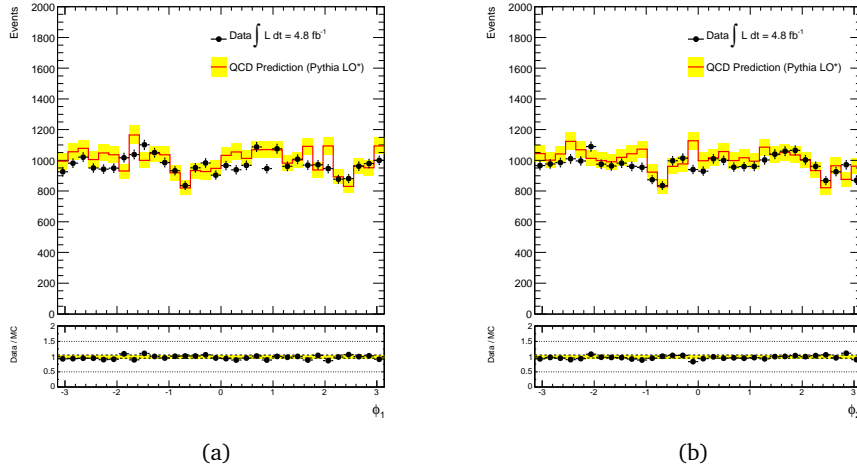 Events
2000
1800
1600
1400
1200
1000
800
600
400
200
0
Data ∫ L dt = 4.8 fb⁻¹
QCD Prediction (Pythia LO*)
Data / MC
2
1.5
1
0.5
0
-3 -2 -1 0 1 2 3
ϕ₁
(a)
Events
2000
1800
1600
1400
1200
1000
800
600
400
200
0
Data ∫ L dt = 4.8 fb⁻¹
QCD Prediction (Pythia LO*)
Data / MC
2
1.5
1
0.5
0
-3 -2 -1 0 1 2 3
ϕ₂
(b)